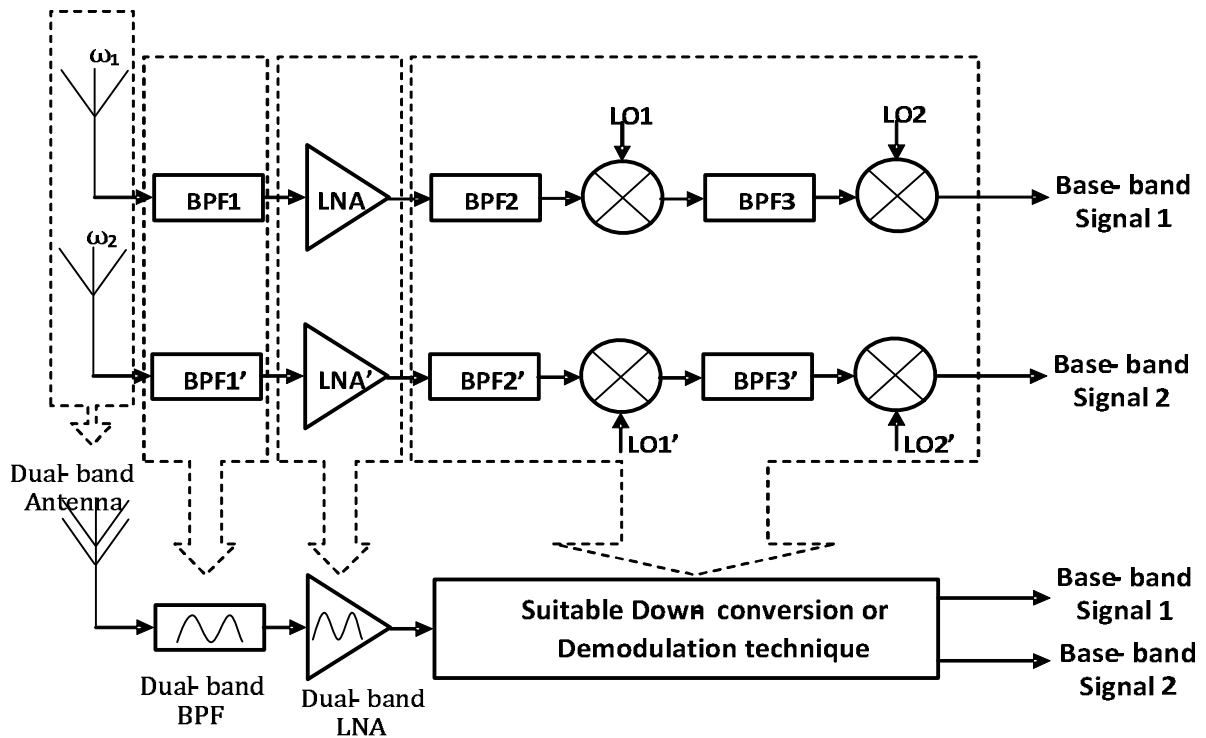 ω1
LO1
LO2
BPF1
LNA
BPF2
BPF3
Base- band
Signal 1
ω2
BPF1’
LNA’
BPF2’
BPF3’
Base- band
Signal 2
LO1’
LO2’
Dual- band
Antenna
Suitable Down- conversion or
Demodulation technique
Base- band
Signal 1
Base- band
Signal 2
Dual- band
BPF
Dual- band
LNA